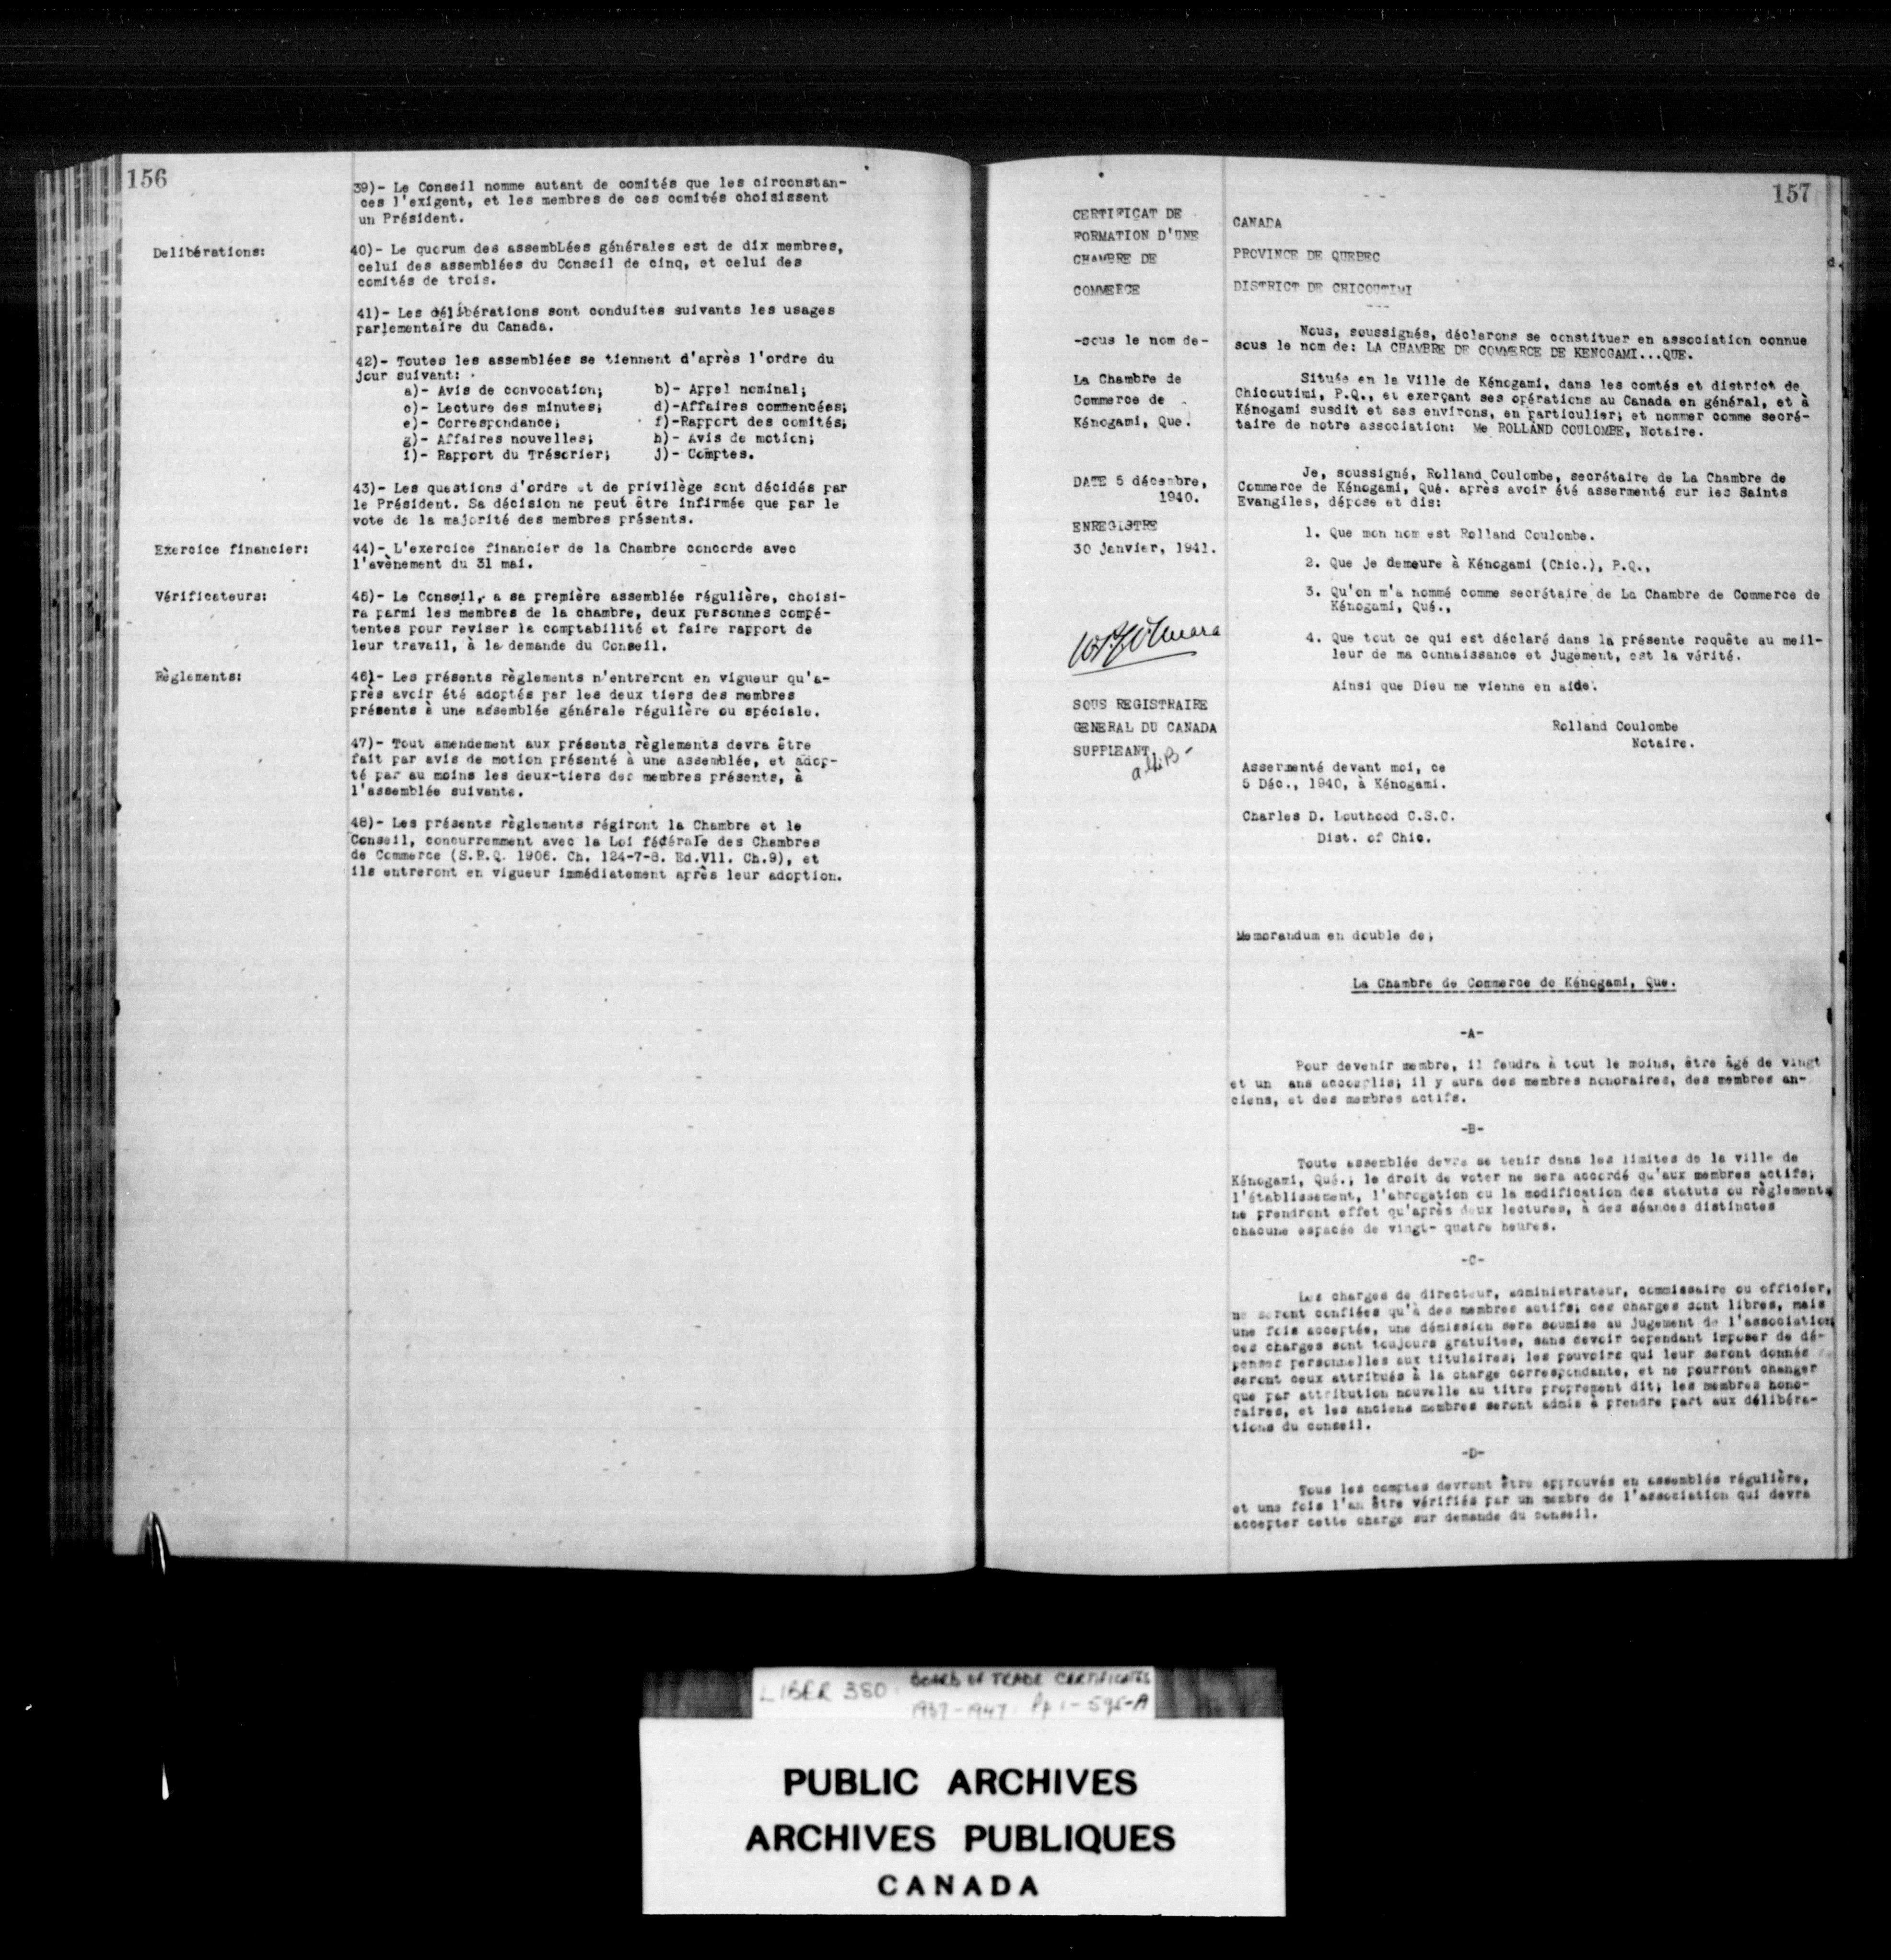 156
39)- Le Conseil nomme autant de comités que les circonstan-
ces l'exigent, et les membres de ces comités choisissent
un Président.
Delibérations:
40)- Le quorum des assembLées générales est de dix membres,
celui des assemblées du Conseil de cinq, et celui des
comités de trois.
41)- Les délibérations sont conduites suivants les usages
parlementaire du Canada.
42)- Toutes les assemblées se tiennent d'après l'ordre du
jour suivant:
a)- Avis de convocation; b)- Appel nominal;
c)- Lecture des minutes; d)-Affaires commencées;
e)- Correspondance; f)-Rapport des comités;
g)- Affaires nouvelles; h)- Avis de motion;
i)- Rapport du Trésorier; j)- Comptes.
43)- Les questions d'ordre et de privilège sont décidés par
le Président. Sa décision ne peut être infirmée que par le
vote de la majorité des membres présents.
Exercice financier:
44)- L'exercice financier de la Chambre concorde avec
l'avènement du 31 mai.
Vérificateurs:
45)- Le Conseil, a sa première assemblée régulière, choisi-
ra parmi les membres de la chambre, deux personnes compé-
tentes pour reviser la comptabilité et faire rapport de
leur travail, à la demande du Conseil.
Règlements:
46)- Les présents règlements n'entreront en vigueur qu'a-
près avoir été adoptés par les deux tiers des membres
présents à une assemblée générale régulière ou spéciale.
47)- Tout amendement aux présents règlements devra être
fait par avis de motion présenté à une assemblée, et adop-
té par au moins les deux-tiers des membres présents, à
l'assemblée suivante.
48)- Les présents règlements régiront la Chambre et le
Conseil, concurremment avec la Loi fédérale des Chambres
de Commerce (S.R.Q. 1906. Ch. 124-7-8. Ed.Vll. Ch.9), et
ils entreront en vigueur immédiatement après leur adoption.
157
CERTIFICAT DE
FORMATION D'UNE
CHAMBRE DE
COMMERCE
-sous le nom de-
La Chambre de
Commerce de
Kénogami, Que.
DATE 5 décembre,
1940.
ENREGISTRE
30 janvier, 1941.
SOUS REGISTRAIRE
GENERAL DU CANADA
SUPPLEANT.
CANADA
PROVINCE DE QUEBEC
DISTRICT DE CHICOUTIMI
Nous, soussignés, déclarons se constituer en association connue
sous le nom de: LA CHAMBRE DE COMMERCE DE KENOGAMI...QUE.
Située en la Ville de Kénogami, dans les comtés et district de
Chicoutimi, P.Q., et exerçant ses opérations au Canada en général, et à
Kénogami susdit et ses environs, en particulier; et nommer comme secré-
taire de notre association: Me ROLLAND COULOMBE, Notaire.
Je, soussigné, Rolland Coulombe, secrétaire de La Chambre de
Commerce de Kénogami, Qué. après avoir été assermenté sur les Saints
Evangiles, dépose et dis:
1. Que mon nom est Rolland Coulombe.
2. Que je demeure à Kénogami (Chic.), P.Q.,
3. Qu'on m'a nommé comme secrétaire de La Chambre de Commerce de
Kénogami, Qué.,
4. Que tout ce qui est déclaré dans la présente requête au meil-
leur de ma connaissance et jugement, est la vérité.
Ainsi que Dieu me vienne en aide.
Rolland Coulombe
Notaire.
Assermenté devant moi, ce
5 Déc., 1940, à Kénogami.
Charles D. Louthood C.S.C.
Dist. of Chic.
Memorandum en double de;
La Chambre de Commerce de Kénogami, Que.
-A-
Pour devenir membre, il faudra à tout le moins, être âgé de vingt
et un ans accomplis; il y aura des membres honoraires, des membres an-
ciens, et des membres actifs.
-B-
Toute assemblée devra se tenir dans les limites de la ville de
Kénogami, Qué.; le droit de voter ne sera accordé qu'aux membres actifs;
l'établissement, l'abrogation ou la modification des statuts ou règlements
ne prendront effet qu'après deux lectures, à des séances distinctes
chacune espacée de vingt- quatre heures.
-C-
Les charges de directeur, administrateur, commissaire ou officier,
ne seront confiées qu'à des membres actifs; ces charges sont libres, mais
une fois acceptée, une démission sera soumise au jugement de l'association
ces charges sont toujours gratuites, sans devoir cependant imposer de dé-
penses personnelles aux titulaires; les pouvoirs qui leur seront donnés
seront ceux attribués à la charge correspondante, et ne pourront changer
que par attribution nouvelle au titre proprement dit; les membres hono-
raires, et les anciens membres seront admis à prendre part aux délibéra-
tions du conseil.
-D-
Tous les comptes devront être approuvés en assemblés régulière,
et une fois l'an être vérifiés par un membre de l'association qui devra
accepter cette charge sur demande du conseil.
LIBER 380 BOARD OF TRADE CERTIFICATES
1937-1947 Pp 1-595-A
PUBLIC ARCHIVES
ARCHIVES PUBLIQUES
CANADA